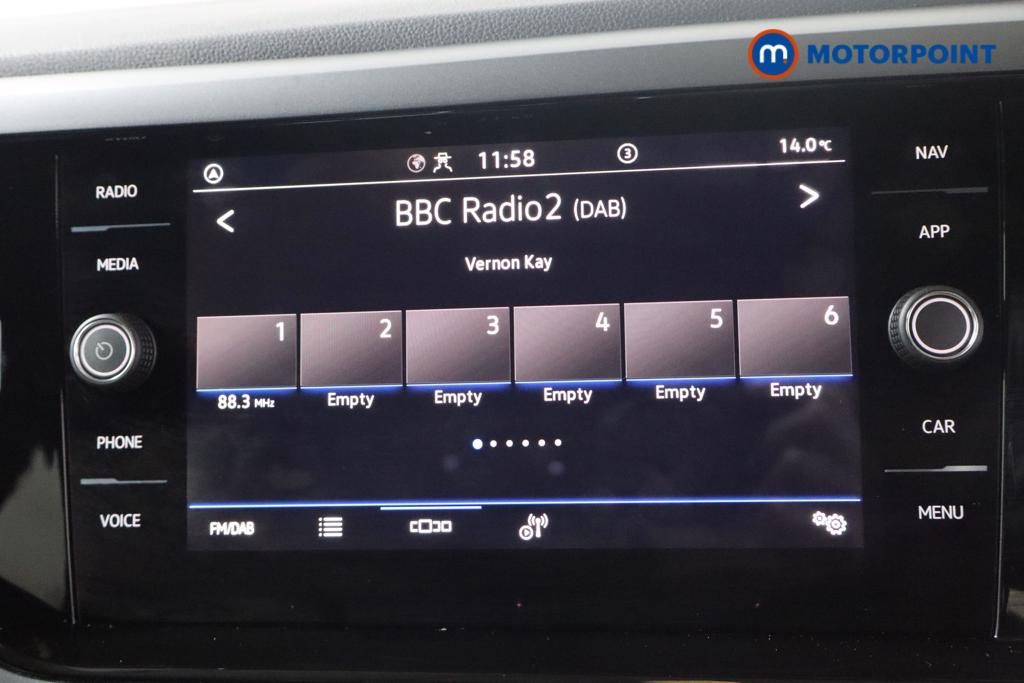 m MOTORPOINT
RADIO
MEDIA
PHONE
VOICE
11:58
3
14.0°C
BBC Radio2 (DAB)
Vernon Kay
1 2 3 4 5 6
88.3 MHz Empty Empty Empty Empty Empty
FM/DAB
NAV
APP
CAR
MENU